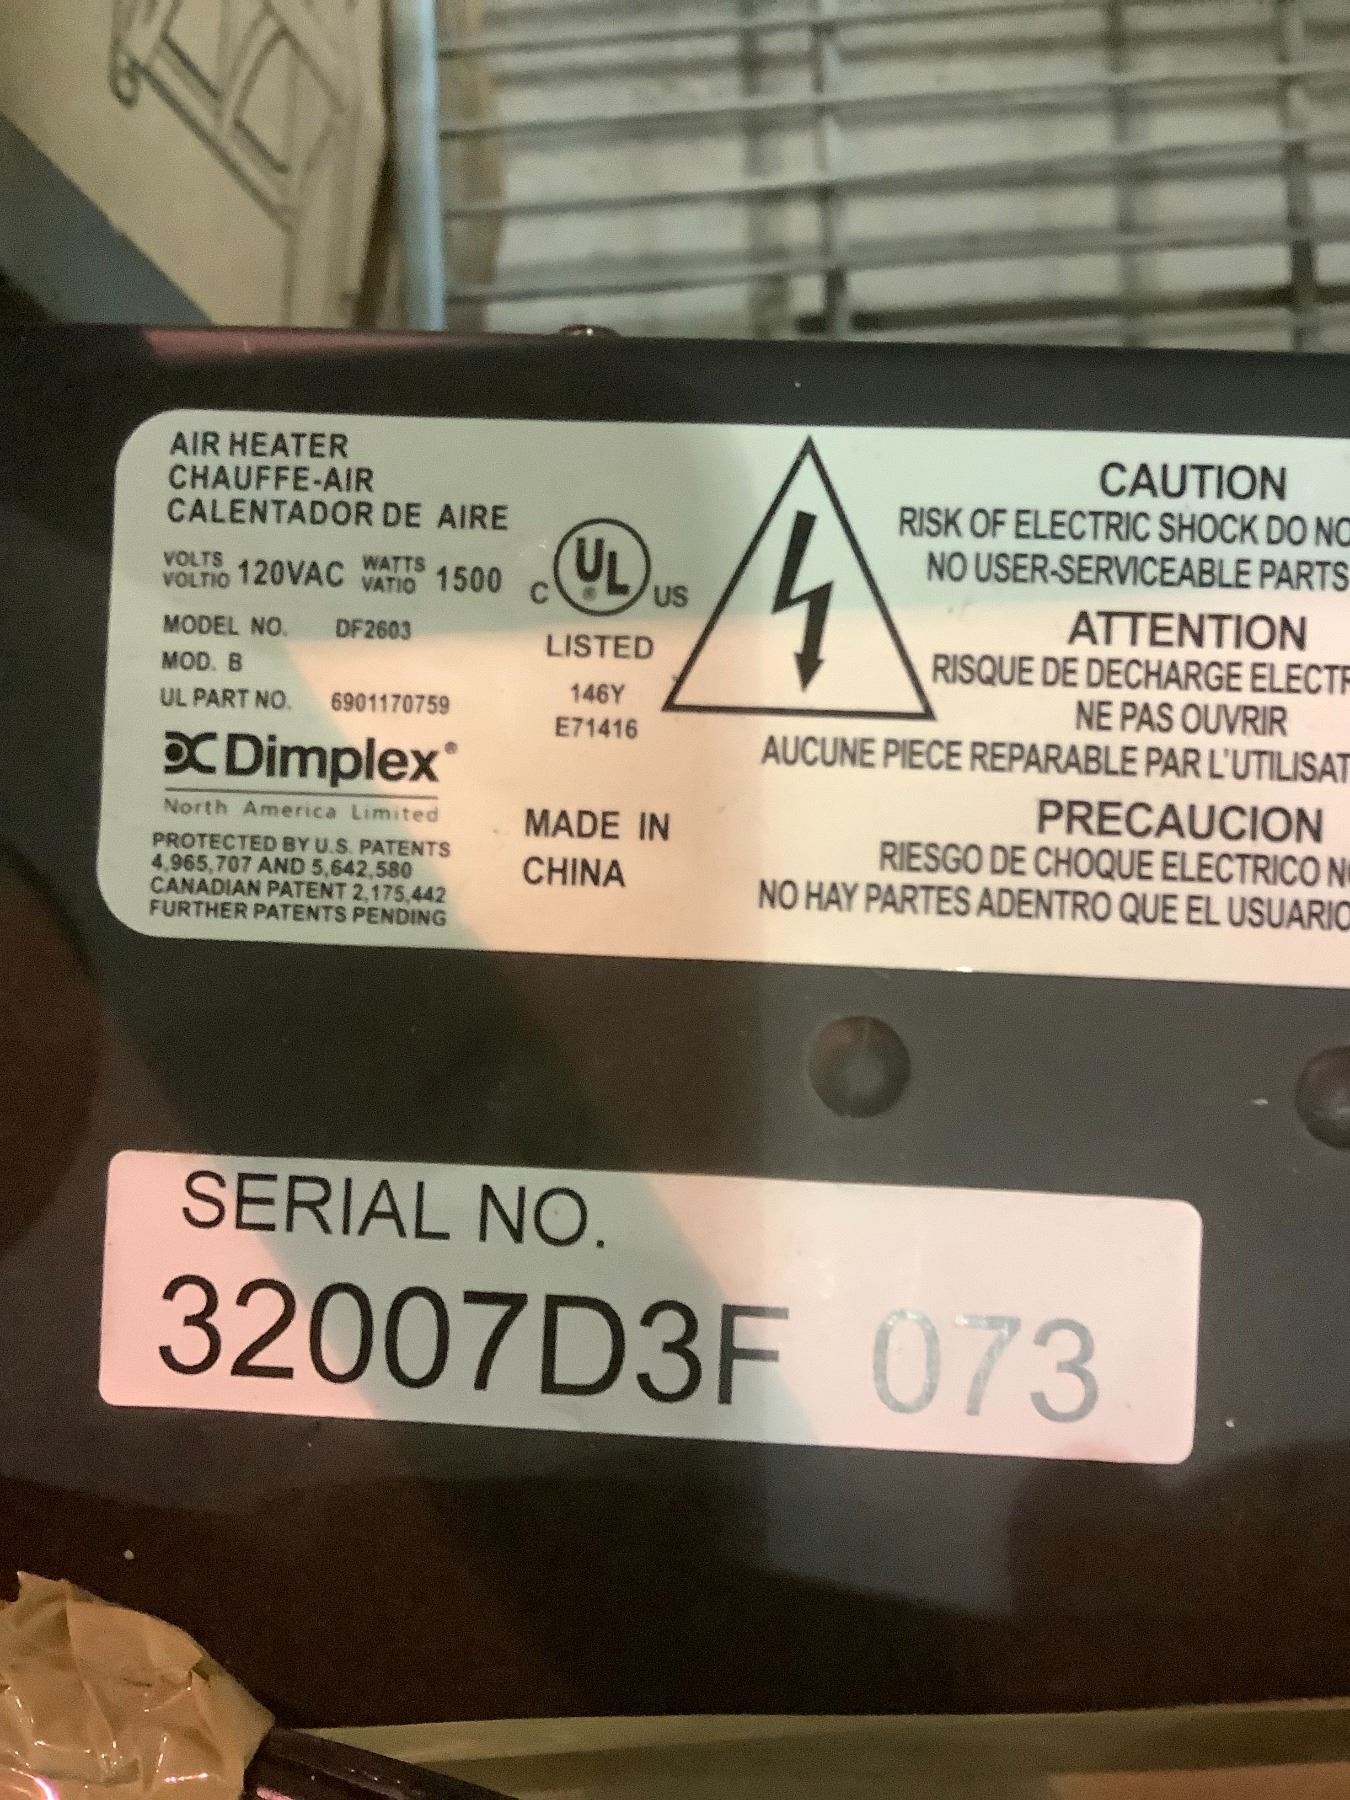 AIR HEATER
CHAUFFE-AIR
CALENTADOR DE AIRE
VOLTS
VOLTIO 120VAC WATTS
VATIO 1500
MODEL NO. DF2603
MOD. B
UL PART NO. 6901170759
Dimplex®
North America Limited
PROTECTED BY U.S. PATENTS
4,965,707 AND 5,642,580
CANADIAN PATENT 2,175,442
FURTHER PATENTS PENDING
C UL ® US
LISTED
146Y
E71416
MADE IN
CHINA
CAUTION
RISK OF ELECTRIC SHOCK DO NO
NO USER-SERVICEABLE PARTS
ATTENTION
RISQUE DE DECHARGE ELECTR
NE PAS OUVRIR
AUCUNE PIECE REPARABLE PAR L'UTILISAT
PRECAUCION
RIESGO DE CHOQUE ELECTRICO N
NO HAY PARTES ADENTRO QUE EL USUARIO
SERIAL NO.
32007D3F 073